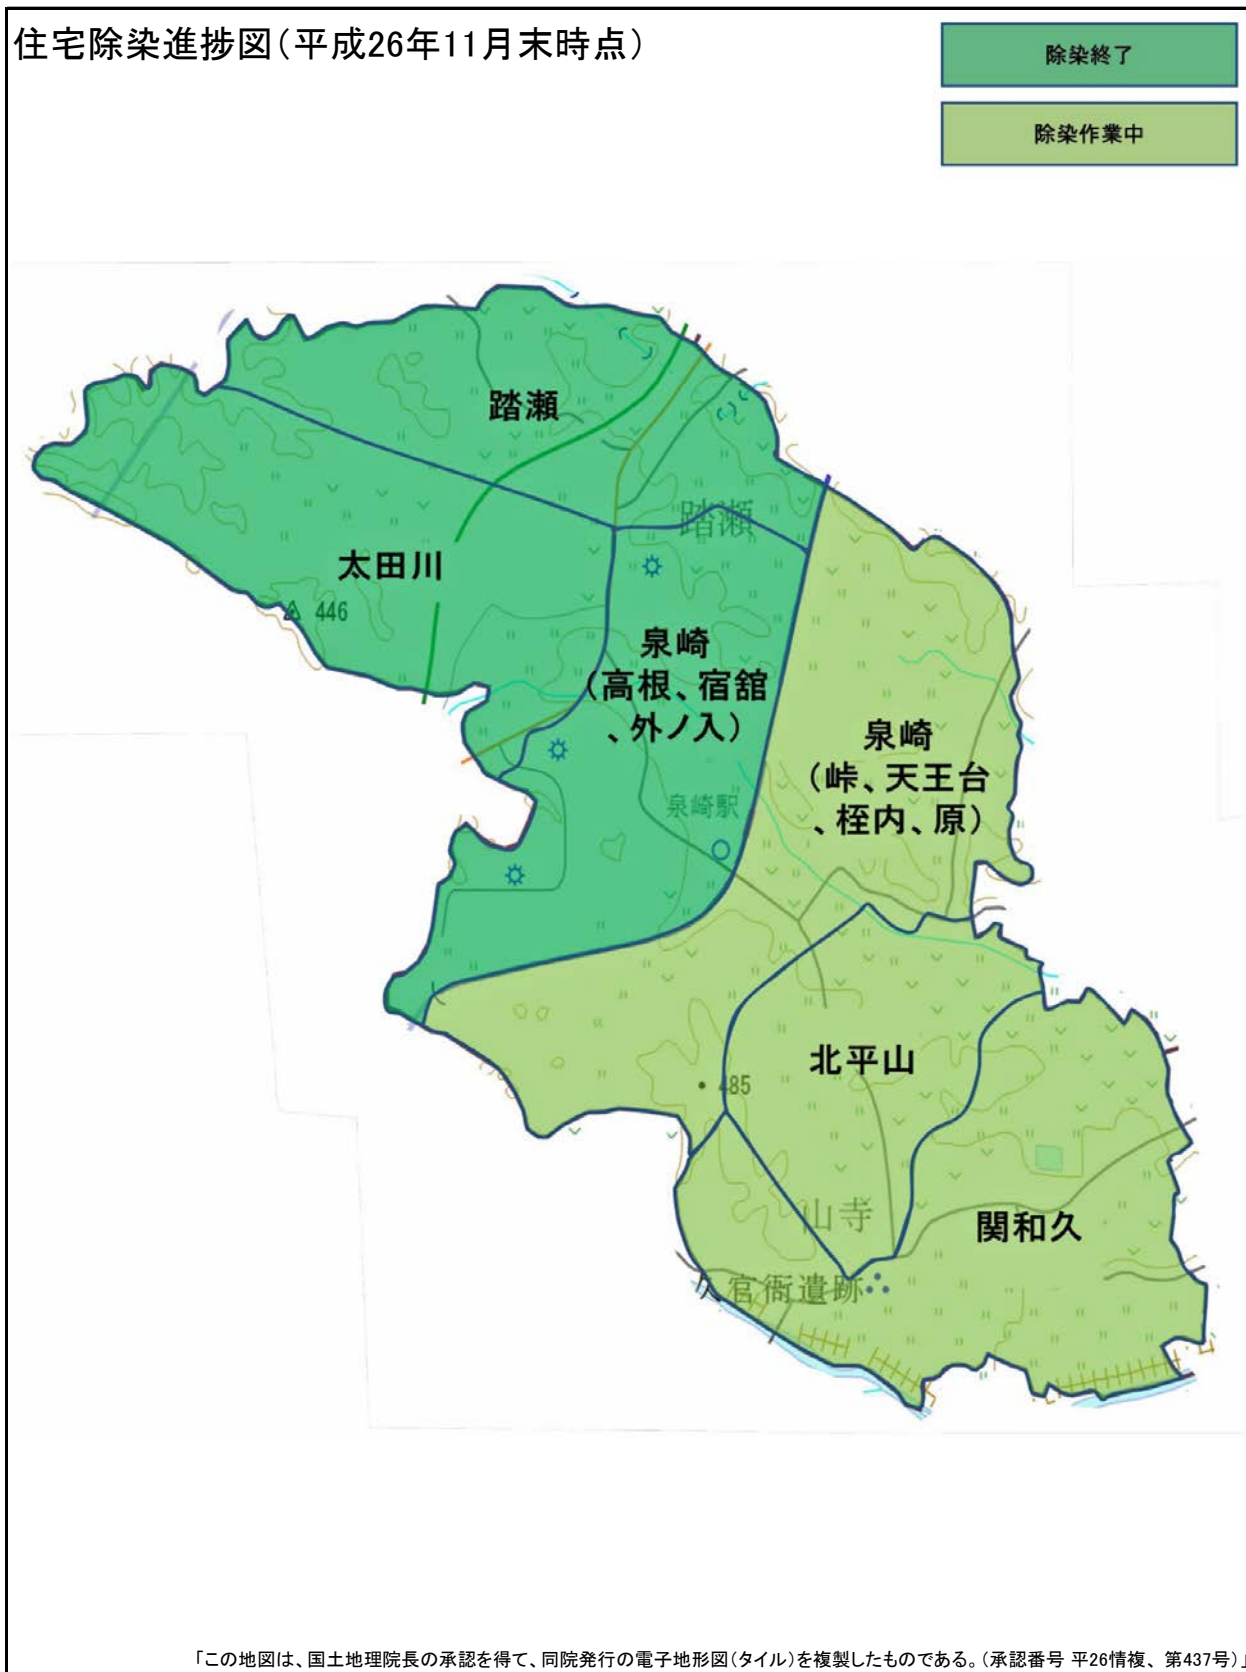 住宅除染進捗図(平成26年11月末時点)
除染終了
除染作業中
踏瀬
踏瀬
太田川
446
泉崎
(高根、宿舘
、外ノ入)
泉崎
(峠、天王台
、桎内、原)
泉崎駅
北平山
485
山寺
関和久
久官衙遺跡
「この地図は、国土地理院長の承認を得て、同院発行の電子地形図(タイル)を複製したものである。(承認番号 平26情複、第437号)」